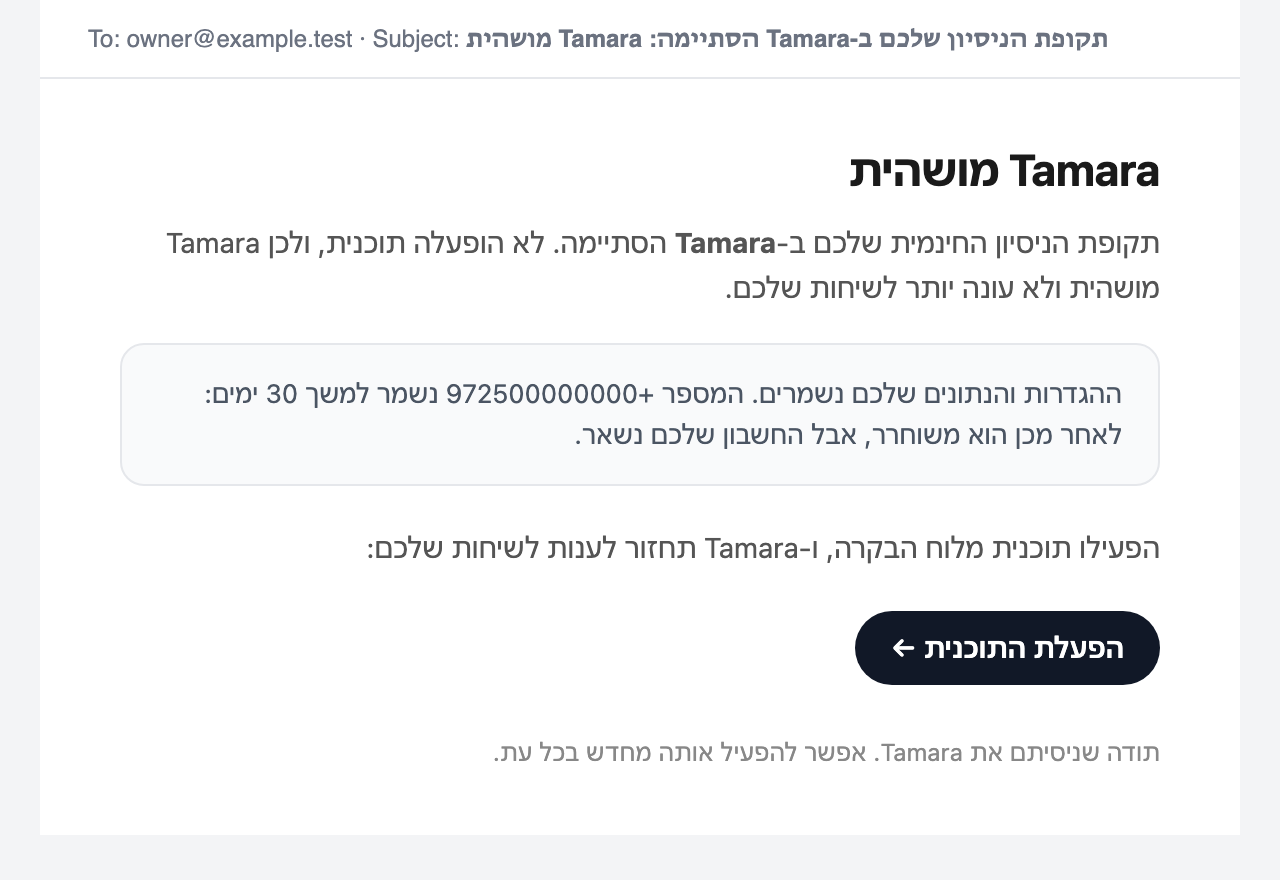 To: owner@example.test · Subject: תקופת הניסיון שלכם ב-Tamara הסתיימה: Tamara מושהית
Tamara מושהית
תקופת הניסיון החינמית שלכם ב-Tamara הסתיימה. לא הופעלה תוכנית, ולכן Tamara
מושהית ולא עונה יותר לשיחות שלכם.
ההגדרות והנתונים שלכם נשמרים. המספר +972500000000 נשמר למשך 30 ימים:
לאחר מכן הוא משוחרר, אבל החשבון שלכם נשאר.
הפעילו תוכנית מלוח הבקרה, ו-Tamara תחזור לענות לשיחות שלכם:
הפעלת התוכנית ←
תודה שניסיתם את Tamara. אפשר להפעיל אותה מחדש בכל עת.